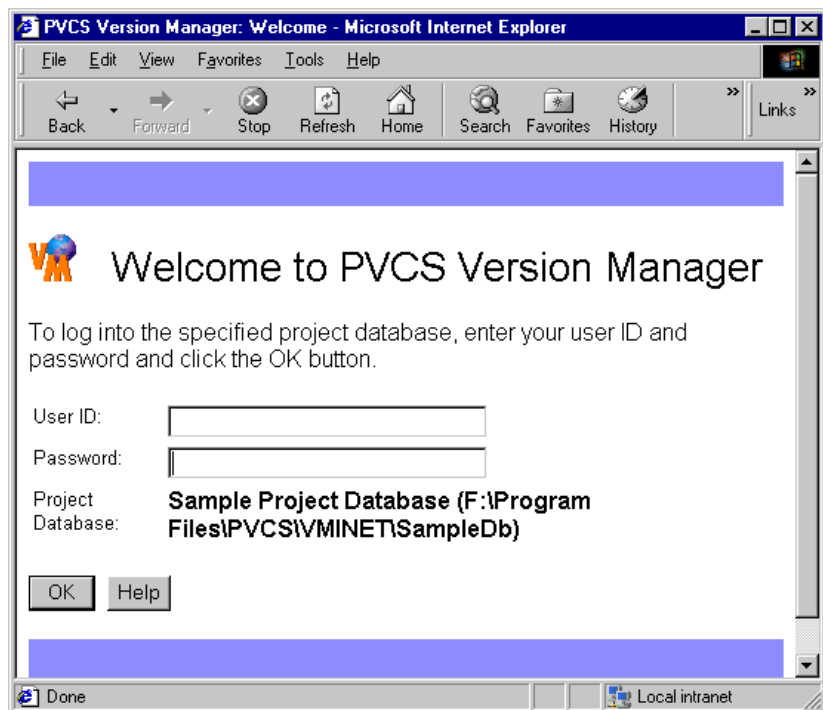 PVCS Version Manager: Welcome - Microsoft Internet Explorer
File Edit View Favorites Tools Help
Back Forward Stop Refresh Home Search Favorites History » Links »
VM Welcome to PVCS Version Manager
To log into the specified project database, enter your user ID and
password and click the OK button.
User ID:
Password:
Project Database:
Sample Project Database (F:\Program
Files\PVCS\VMINET\SampleDb)
OK Help
Done Local intranet